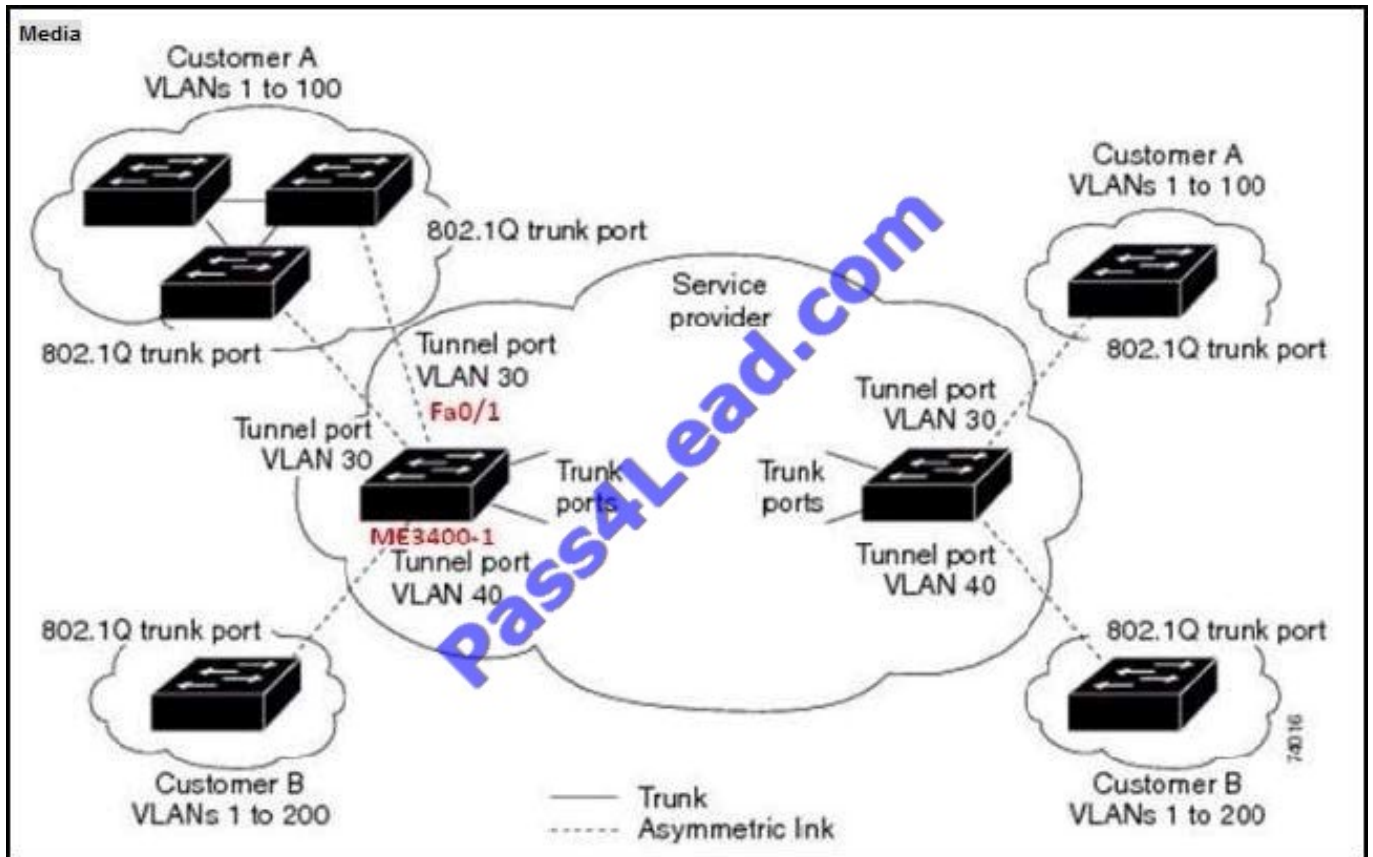 Media
Customer A
VLANs 1 to 100
802.1Q trunk port
802.1Q trunk port
Customer A
VLANs 1 to 100
802.1Q trunk port
Service
provider
Tunnel port
VLAN 30
Fa0/1
Tunnel port
VLAN 30
Trunk
ports
ME3400-1
Tunnel port
VLAN 40
Trunk
ports
Tunnel port
VLAN 30
Tunnel port
VLAN 40
802.1Q trunk port
Customer B
VLANs 1 to 200
802.1Q trunk port
Customer B
VLANs 1 to 200
74016
Trunk
Asymmetric Ink
Pass4Lead.com